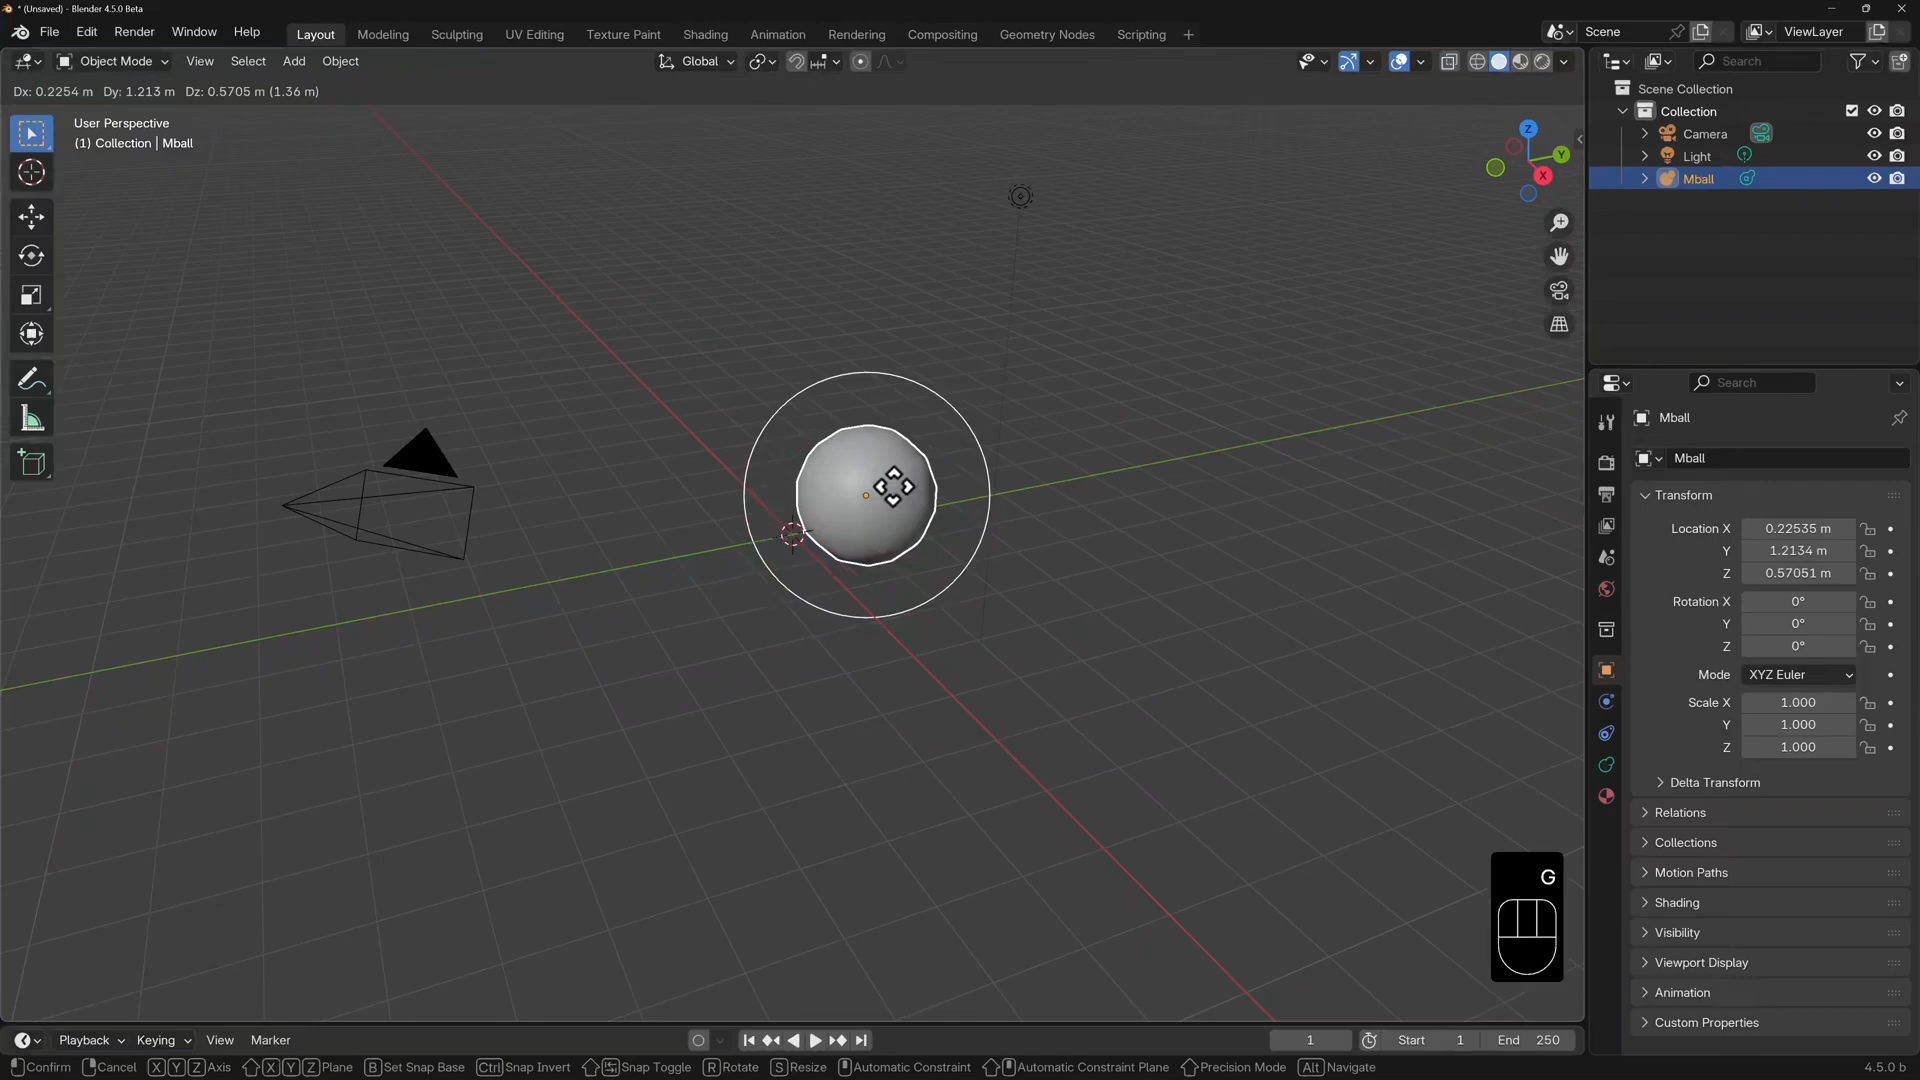 * (Unsaved) - Blender 4.5.0 Beta
File Edit Render Window Help
Layout Modeling Sculpting UV Editing Texture Paint Shading Animation Rendering Compositing Geometry Nodes Scripting +
Scene
ViewLayer
Object Mode View Select Add Object
Global
Dx: 0.2254 m Dy: 1.213 m Dz: 0.5705 m (1.36 m)
User Perspective
(1) Collection | Mball
Z
Y
X
Search
Scene Collection
Collection
Camera
Light
Mball
Search
Mball
Mball
Transform
Location X 0.22535 m
Y 1.2134 m
Z 0.57051 m
Rotation X 0°
Y 0°
Z 0°
Mode XYZ Euler
Scale X 1.000
Y 1.000
Z 1.000
Delta Transform
Relations
Collections
Motion Paths
Shading
Visibility
Viewport Display
Animation
Custom Properties
G
Playback Keying View Marker
1 Start 1 End 250
Confirm Cancel X Y Z Axis X Y Z Plane B Set Snap Base Ctrl Snap Invert Snap Toggle R Rotate S Resize Automatic Constraint Automatic Constraint Plane Precision Mode Alt Navigate
4.5.0 b